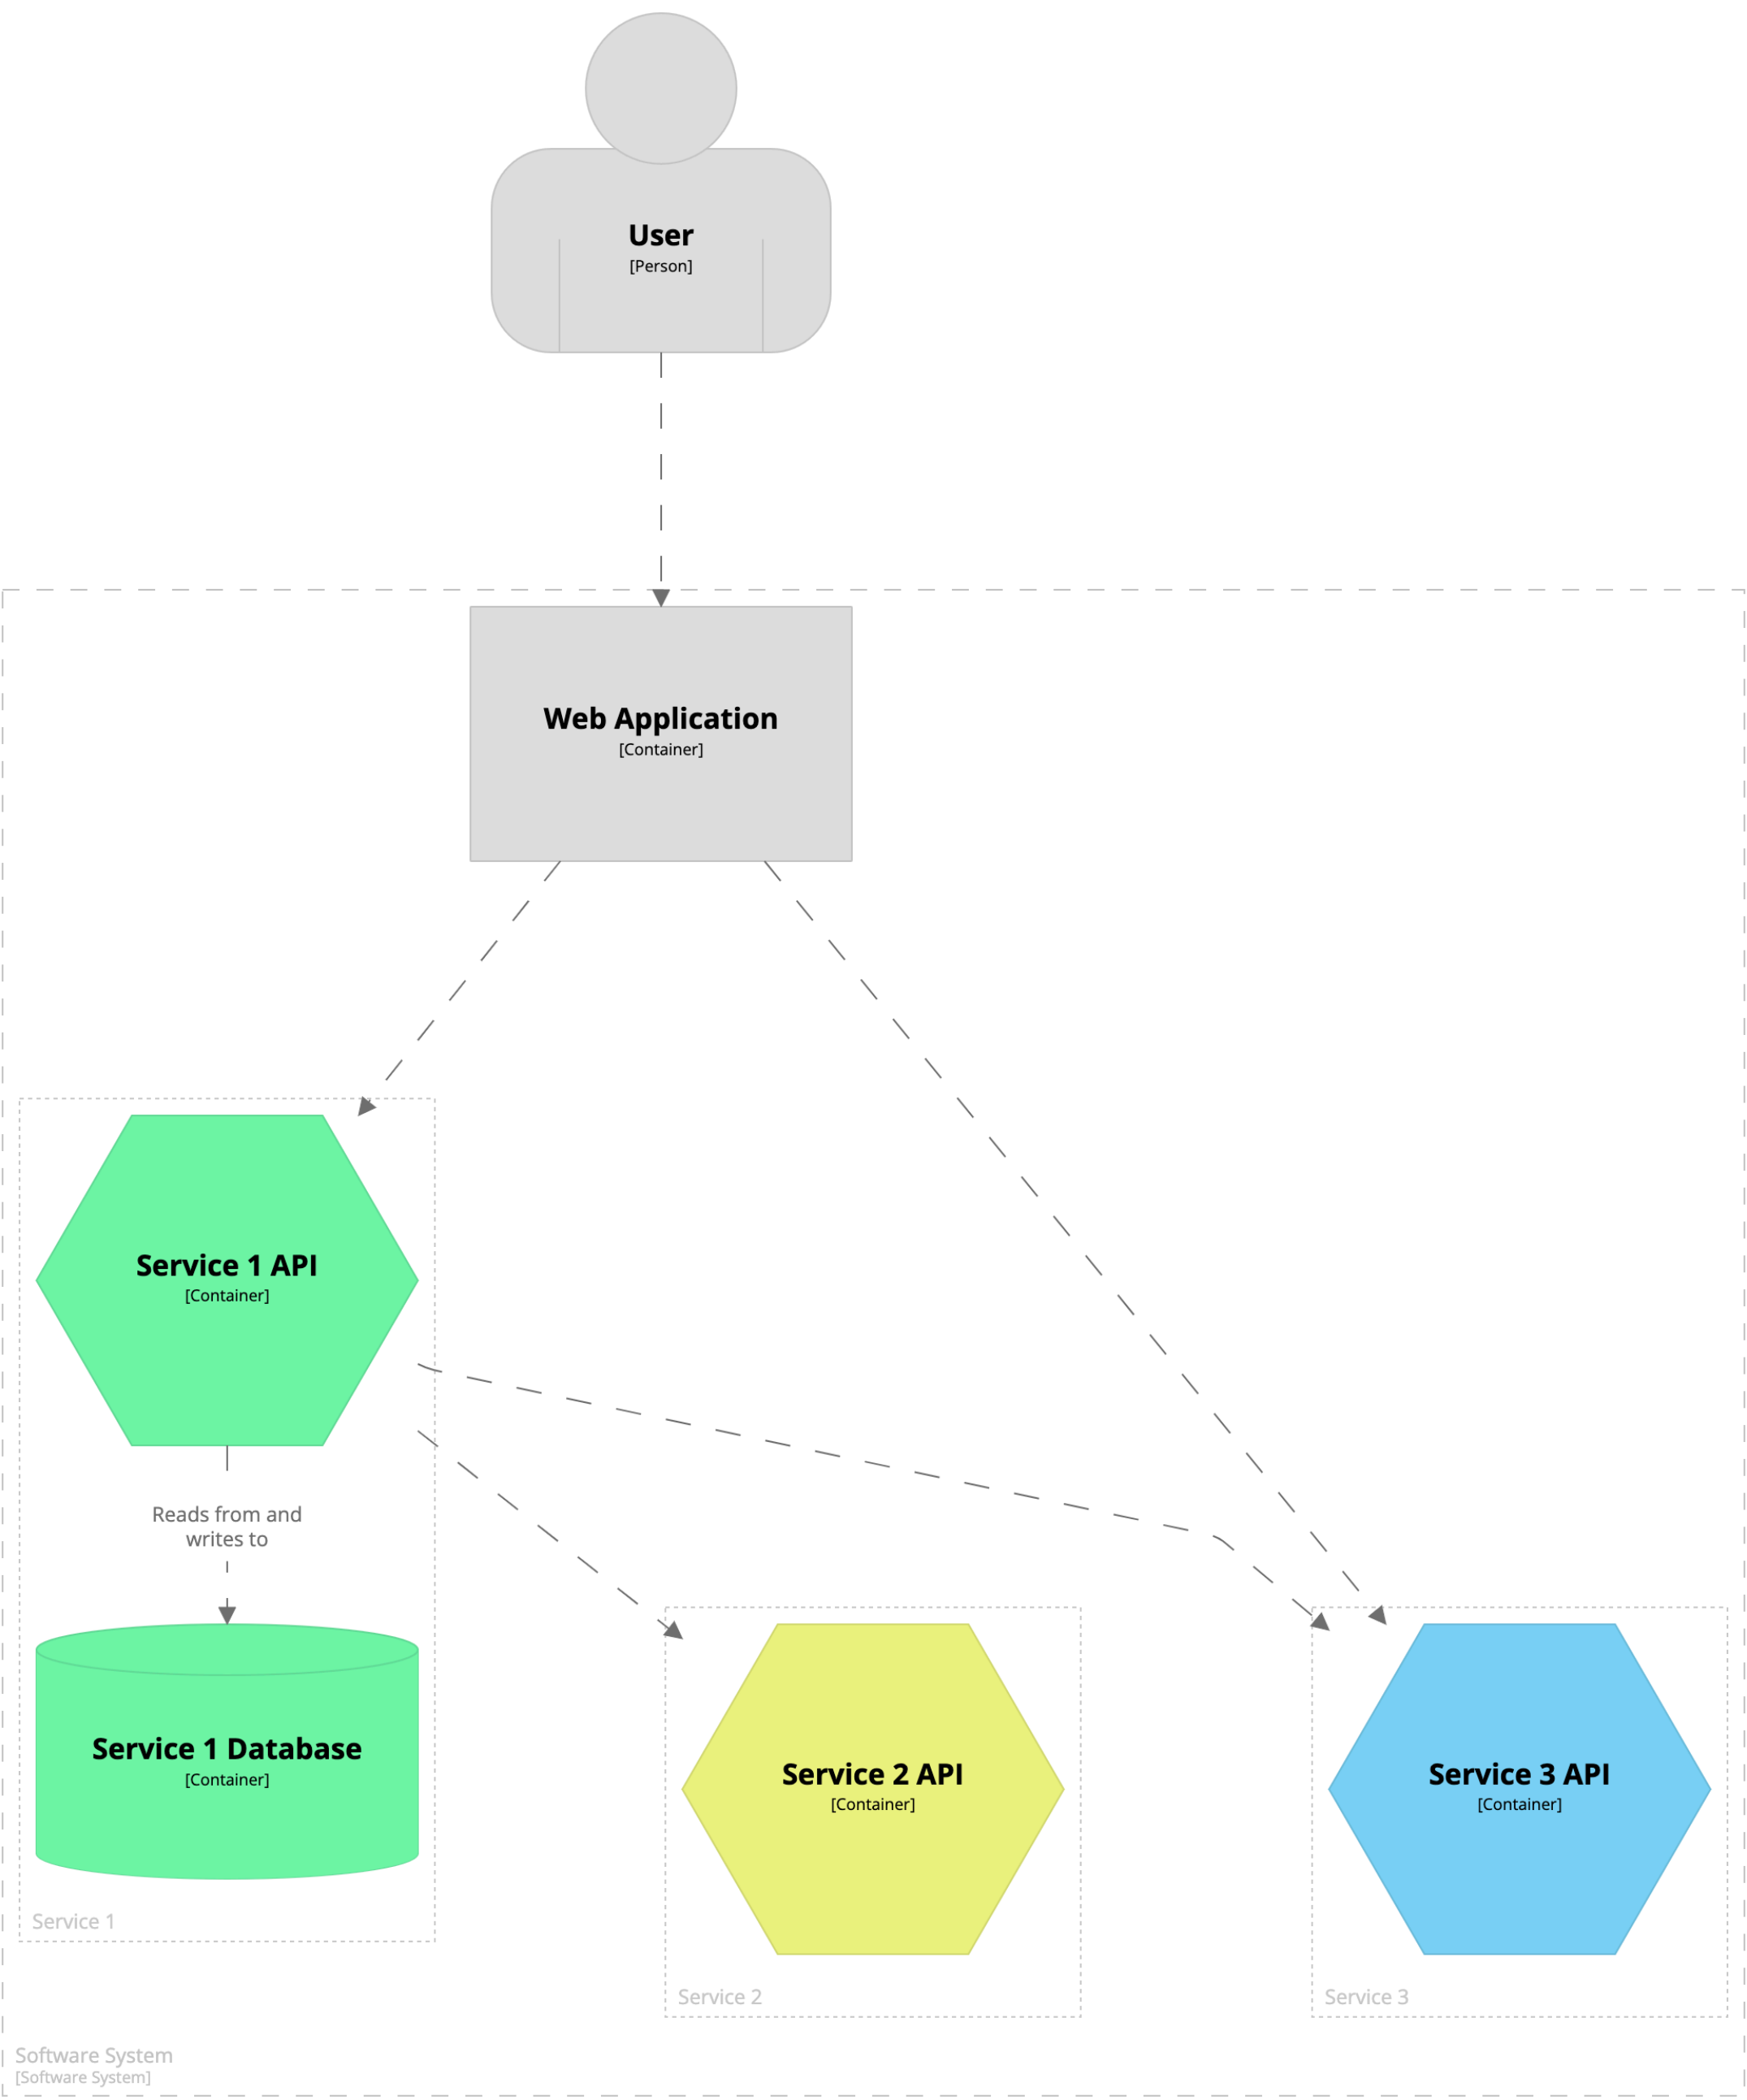 User
[Person]
Web Application
[Container]
Service 1 API
[Container]
Reads from and
writes to
Service 1 Database
[Container]
Service 1
Service 2 API
[Container]
Service 2
Service 3 API
[Container]
Service 3
Software System
[Software System]